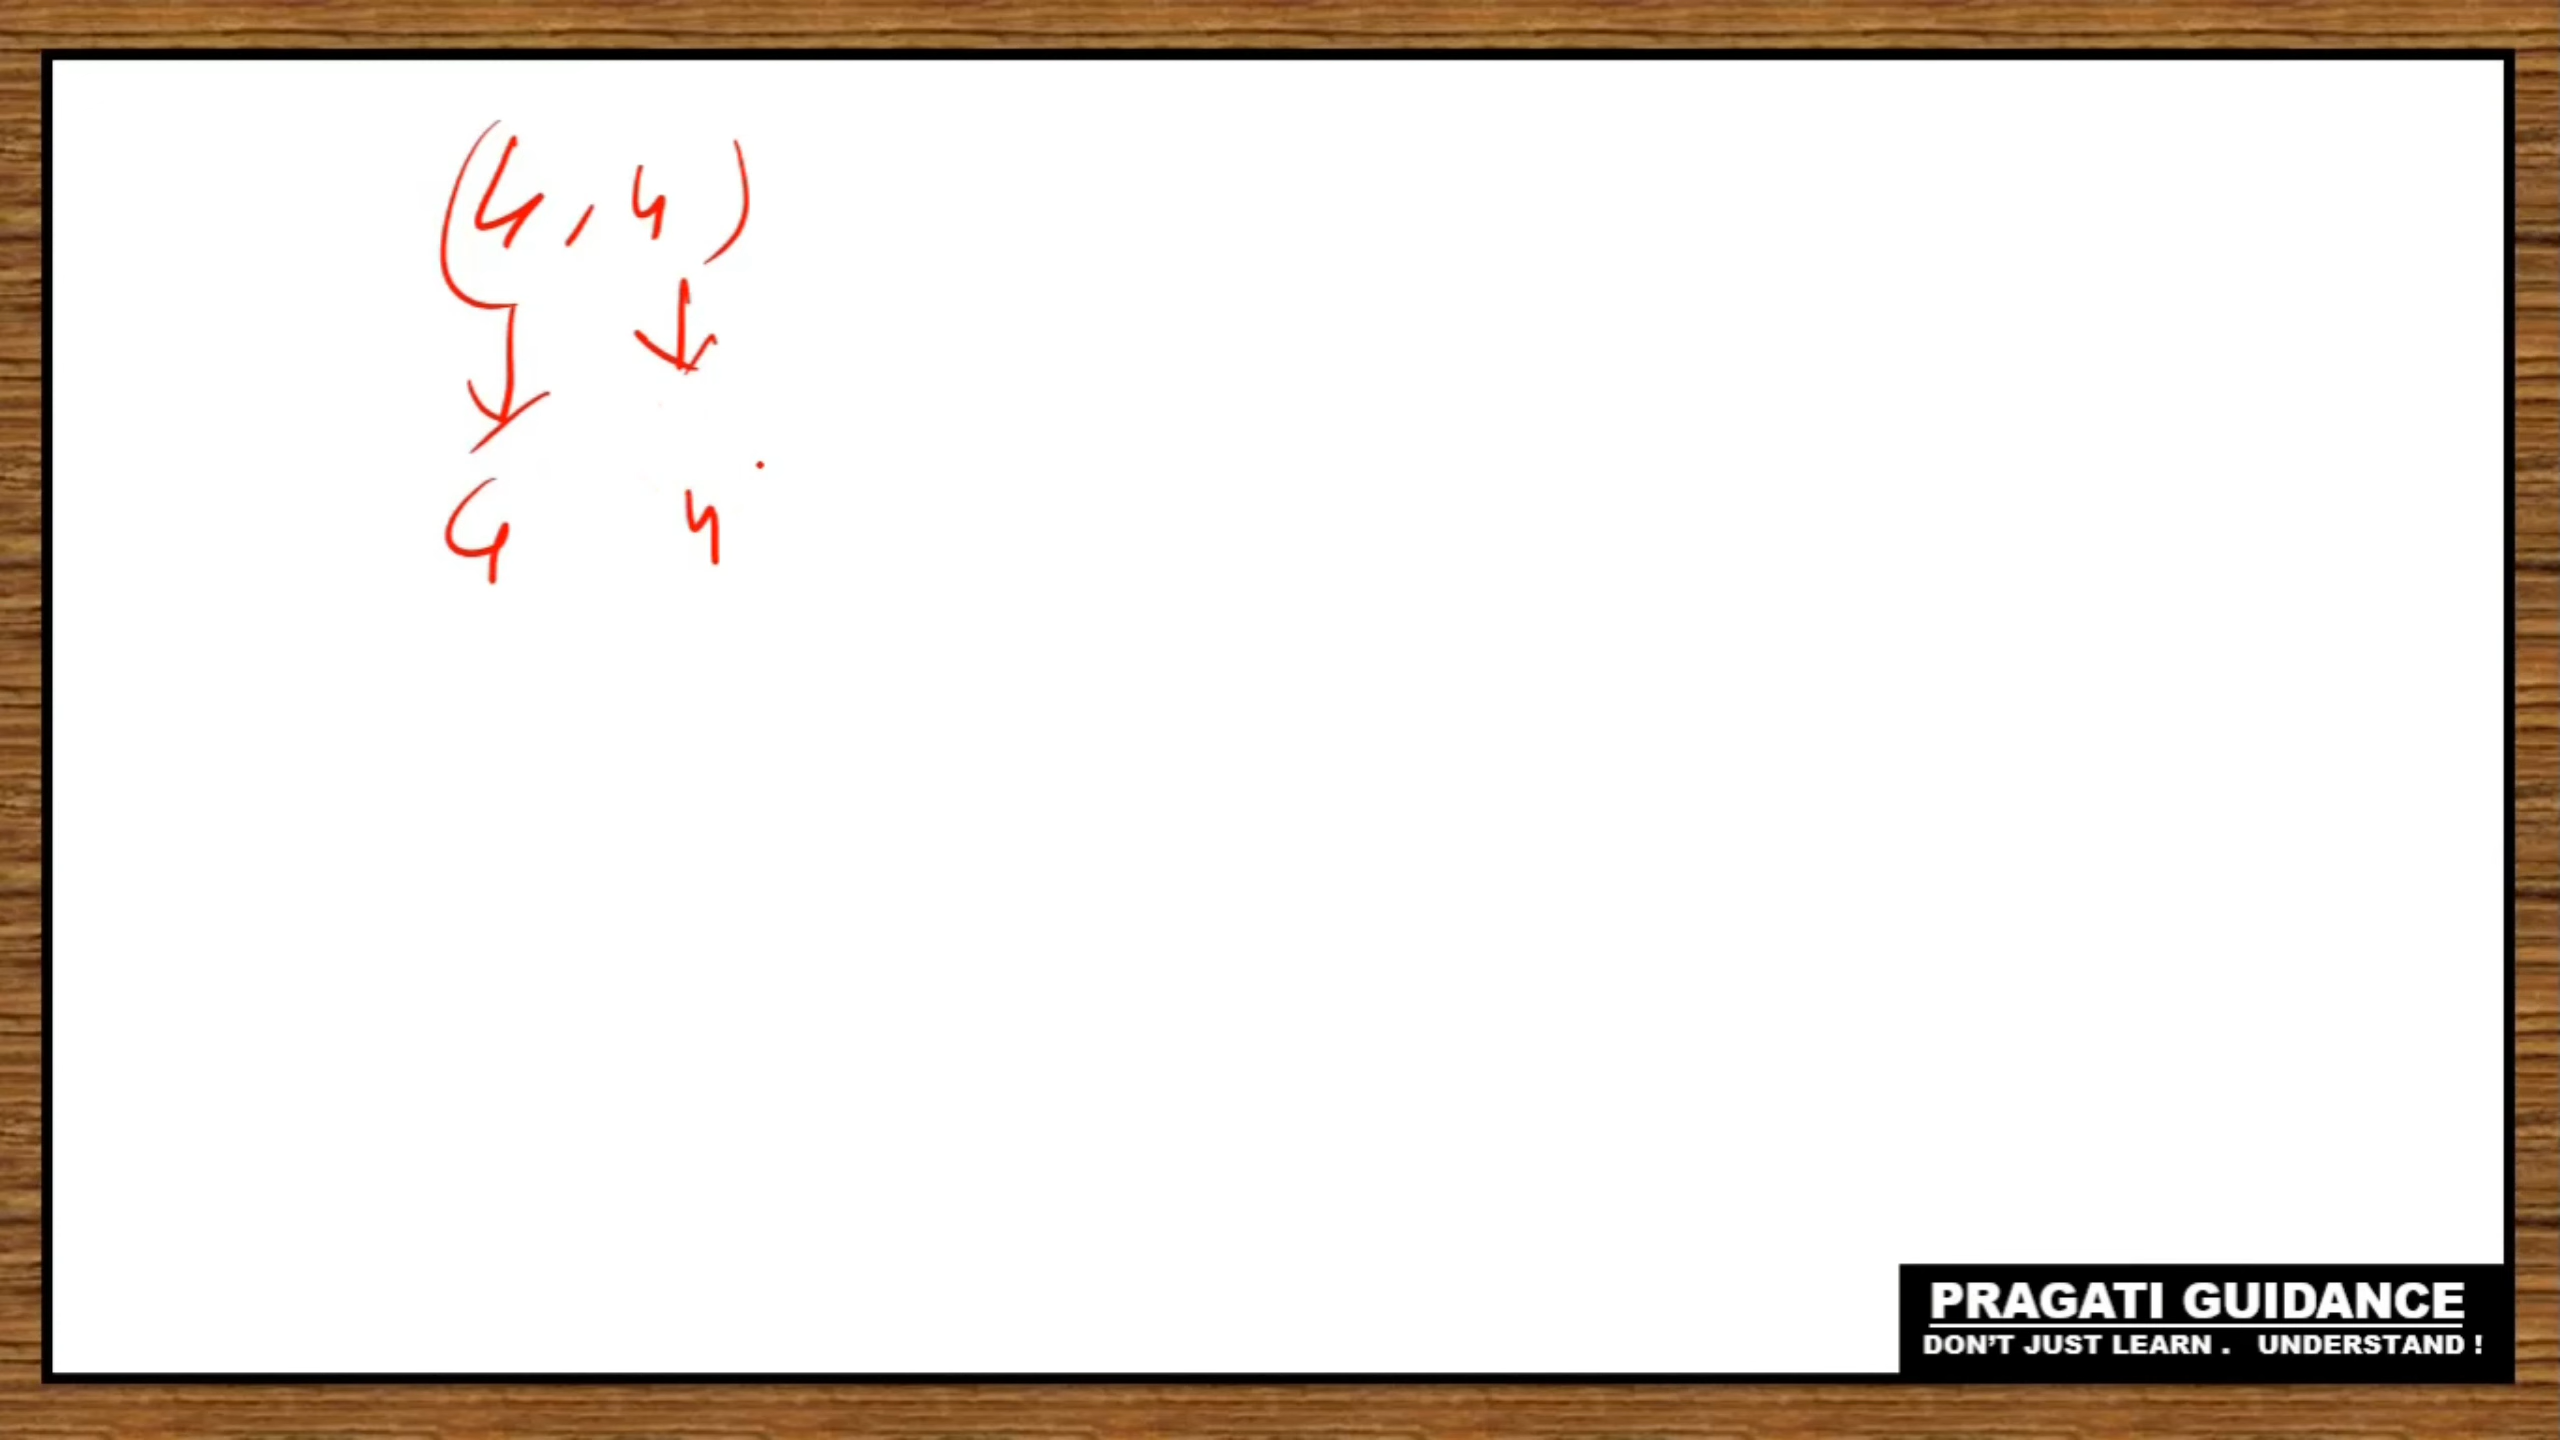 (4, 4)
4 4
PRAGATI GUIDANCE
DON'T JUST LEARN . UNDERSTAND !